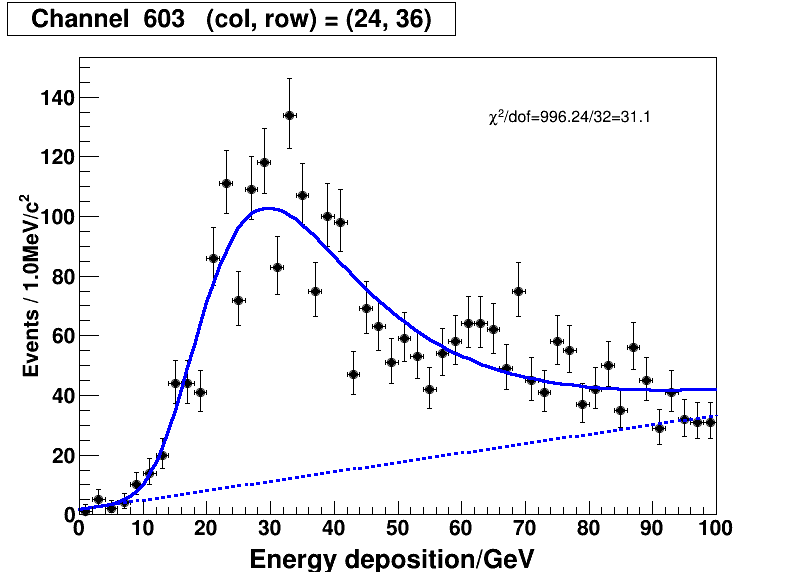 Channel  603   (col, row) = (24, 36)
χ²/dof=996.24/32=31.1
Events / 1.0MeV/c²
140
120
100
80
60
40
20
0
0 10 20 30 40 50 60 70 80 90 100
Energy deposition/GeV